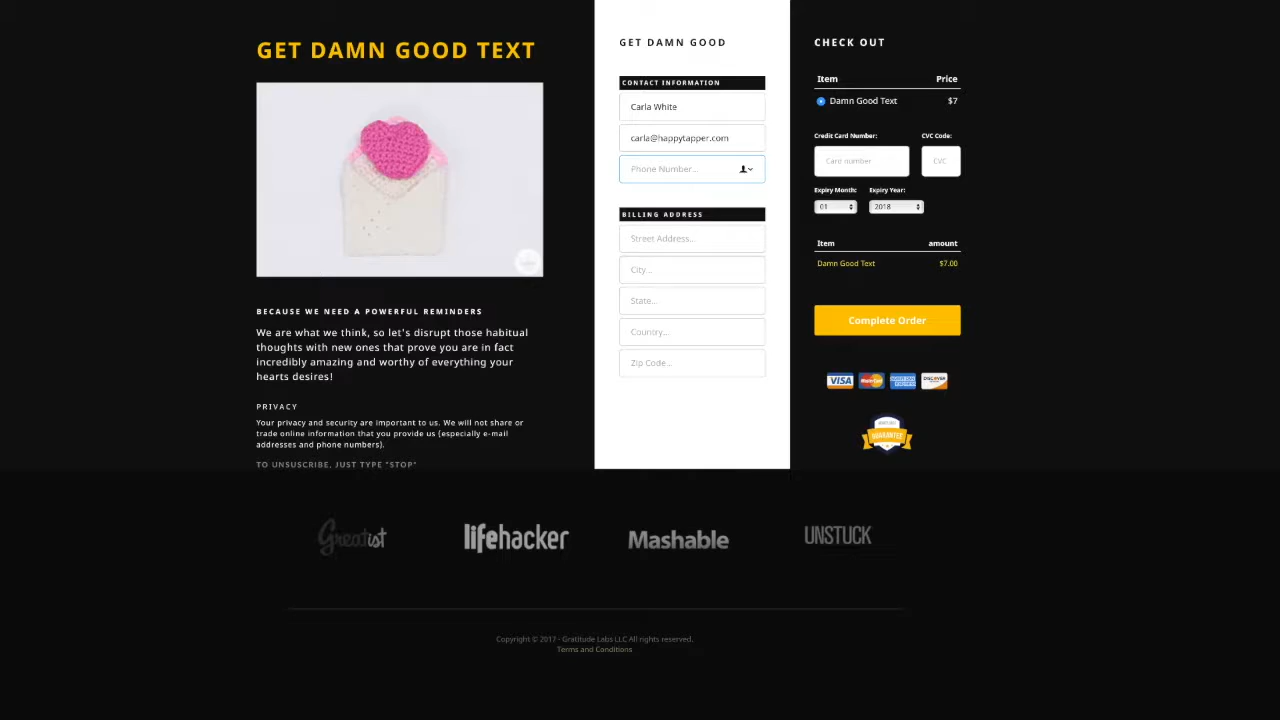 GET DAMN GOOD TEXT
BECAUSE WE NEED A POWERFUL REMINDERS
We are what we think, so let's disrupt those habitual
thoughts with new ones that prove you are in fact
incredibly amazing and worthy of everything your
hearts desires!
PRIVACY
Your privacy and security are important to us. We will not share or
trade online information that you provide us (especially e-mail
addresses and phone numbers).
TO UNSUSCRIBE, JUST TYPE "STOP"
GET DAMN GOOD
CONTACT INFORMATION
Carla White
carla@happytapper.com
Phone Number...
BILLING ADDRESS
Street Address...
City...
State...
Country...
Zip Code...
CHECK OUT
Item Price
Damn Good Text $7
Credit Card Number: CVC Code:
Card number CVC
Expiry Month: Expiry Year:
01 2018
Item amount
Damn Good Text $7.00
Complete Order
VISA MasterCard AMERICAN EXPRESS DISCOVER
GUARANTEE
Greatist lifehacker Mashable UNSTUCK
Copyright © 2017 - Gratitude Labs LLC All rights reserved.
Terms and Conditions